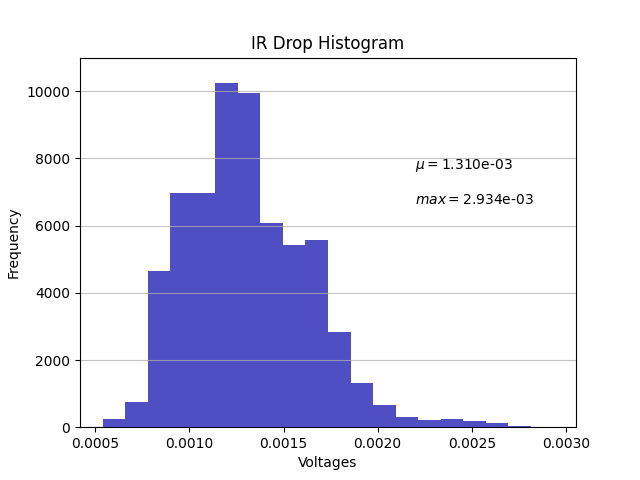 IR Drop Histogram
10000
8000
6000
4000
2000
0
Frequency
μ = 1.310e-03
max = 2.934e-03
0.0005 0.0010 0.0015 0.0020 0.0025 0.0030
Voltages